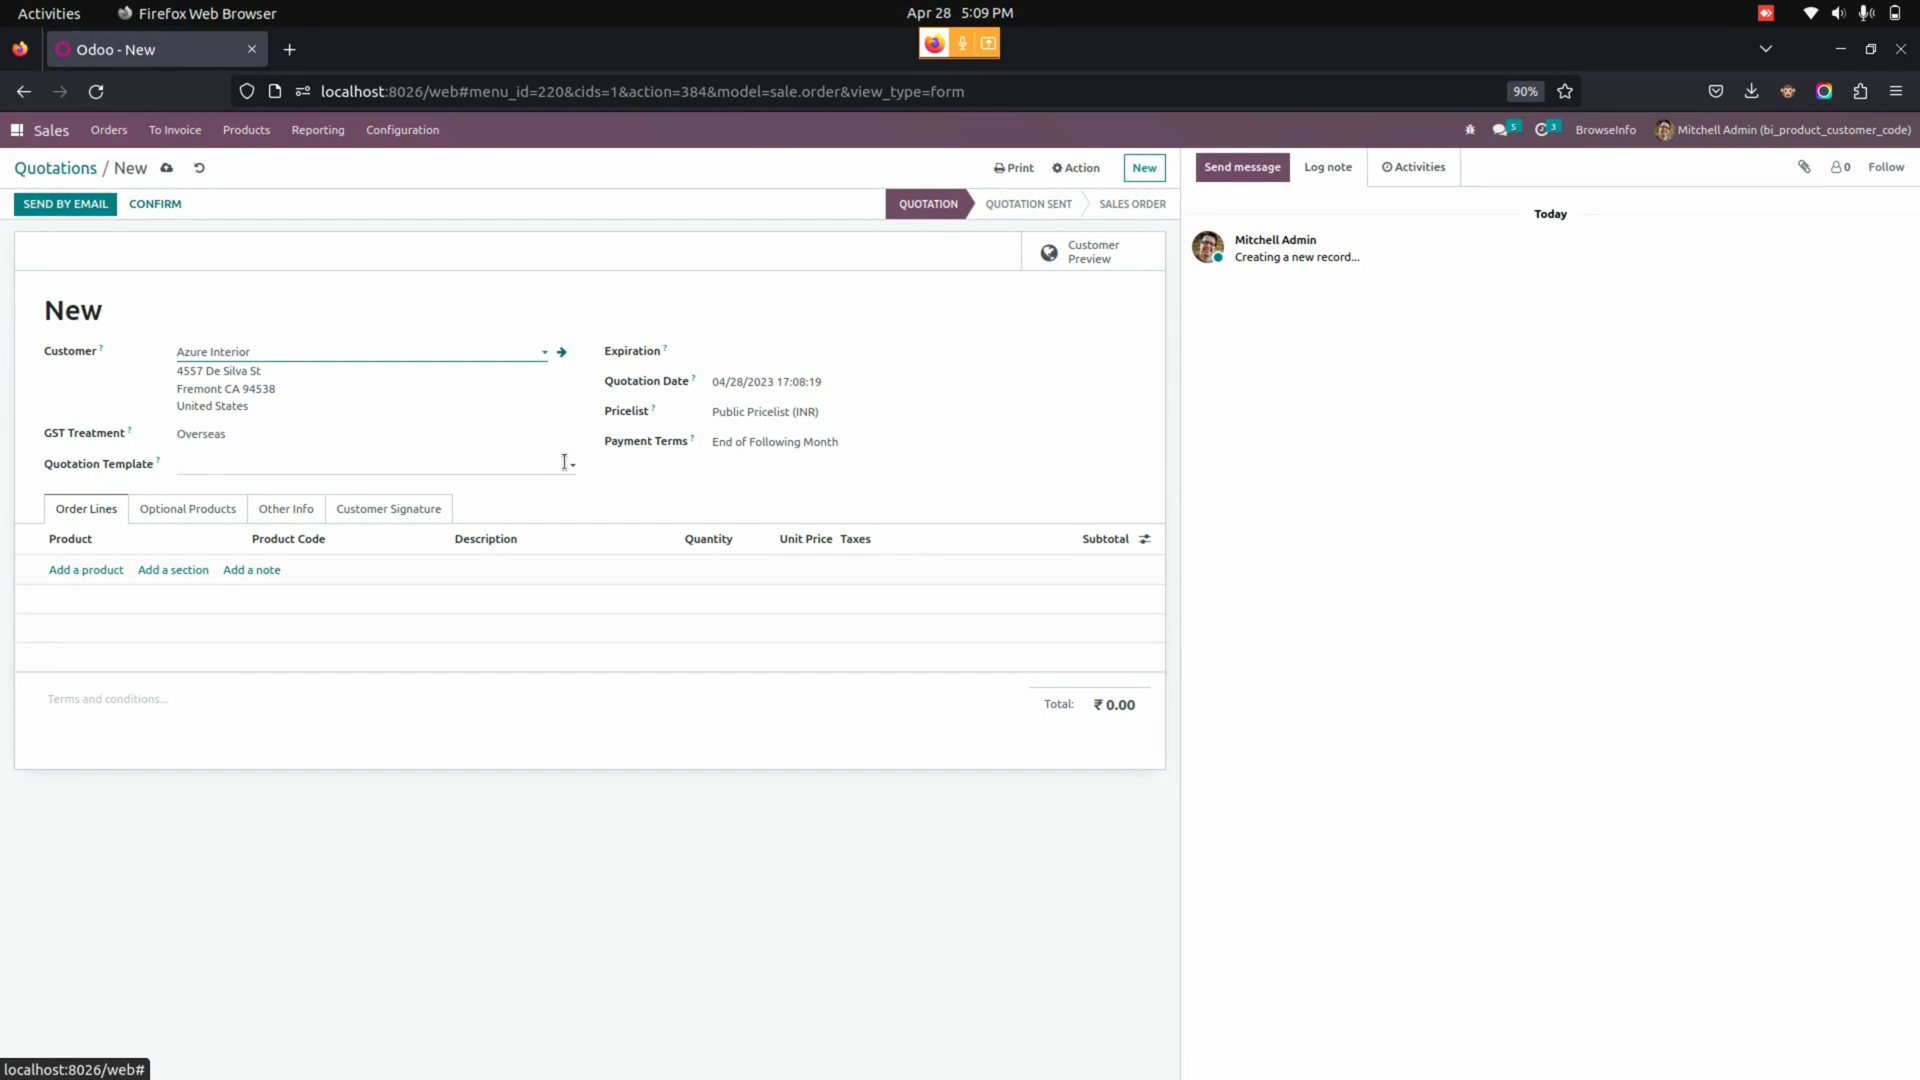 Activities Firefox Web Browser Apr 28 5:09 PM
Odoo - New
localhost:8026/web#menu_id=220&cids=1&action=384&model=sale.order&view_type=form 90%
Sales Orders To Invoice Products Reporting Configuration 5 3 BrowseInfo Mitchell Admin (bi_product_customer_code)
Quotations / New Print Action New Send message Log note Activities 0 Follow
SEND BY EMAIL CONFIRM QUOTATION QUOTATION SENT SALES ORDER
Today
Customer Preview
Mitchell Admin
Creating a new record...
New
Customer ? Azure Interior Expiration ?
4557 De Silva St
Fremont CA 94538
United States
Quotation Date ? 04/28/2023 17:08:19
Pricelist ? Public Pricelist (INR)
GST Treatment ? Overseas
Payment Terms ? End of Following Month
Quotation Template ?
Order Lines Optional Products Other Info Customer Signature
Product Product Code Description Quantity Unit Price Taxes Subtotal
Add a product Add a section Add a note
Terms and conditions...
Total: ₹ 0.00
localhost:8026/web#